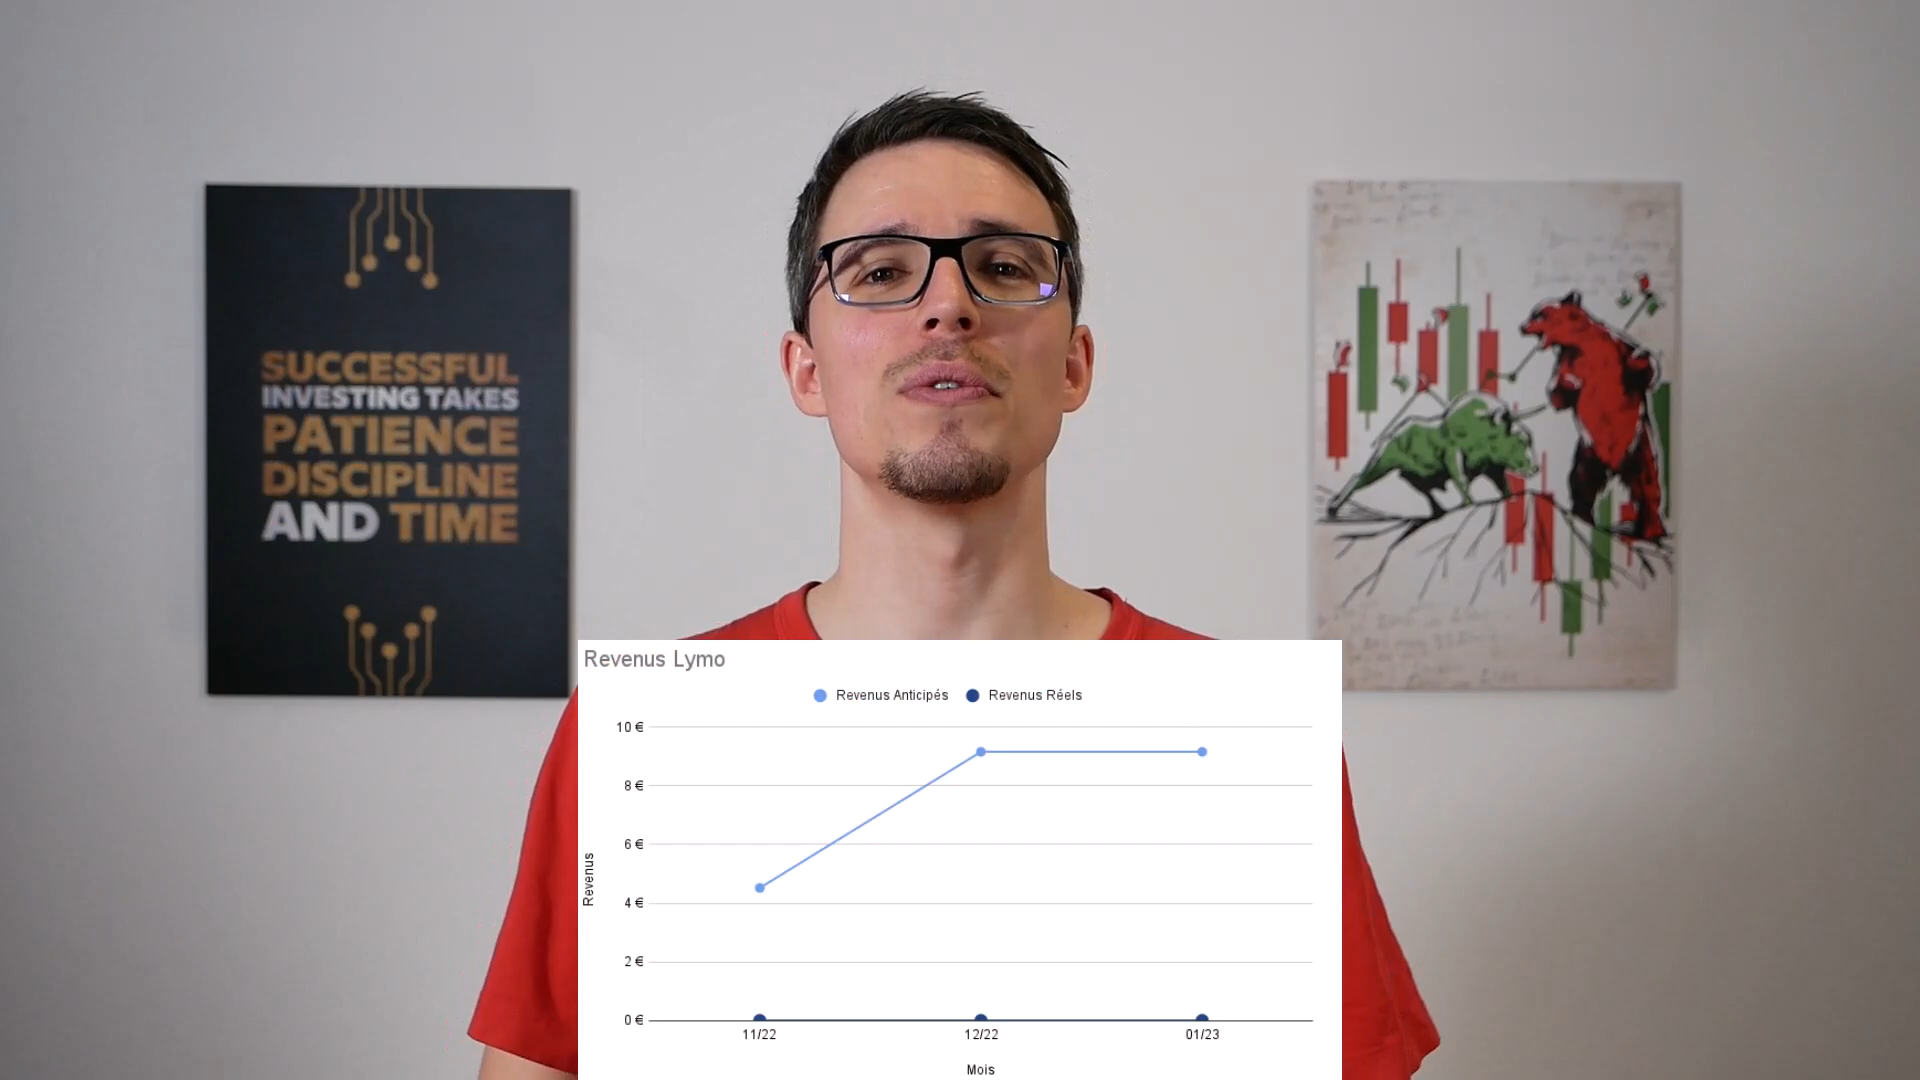 SUCCESSFUL
INVESTING TAKES
PATIENCE
DISCIPLINE
AND TIME
Revenus Lymo
Revenus Anticipés
Revenus Réels
10 €
8 €
6 €
4 €
2 €
0 €
Revenus
11/22
12/22
01/23
Mois